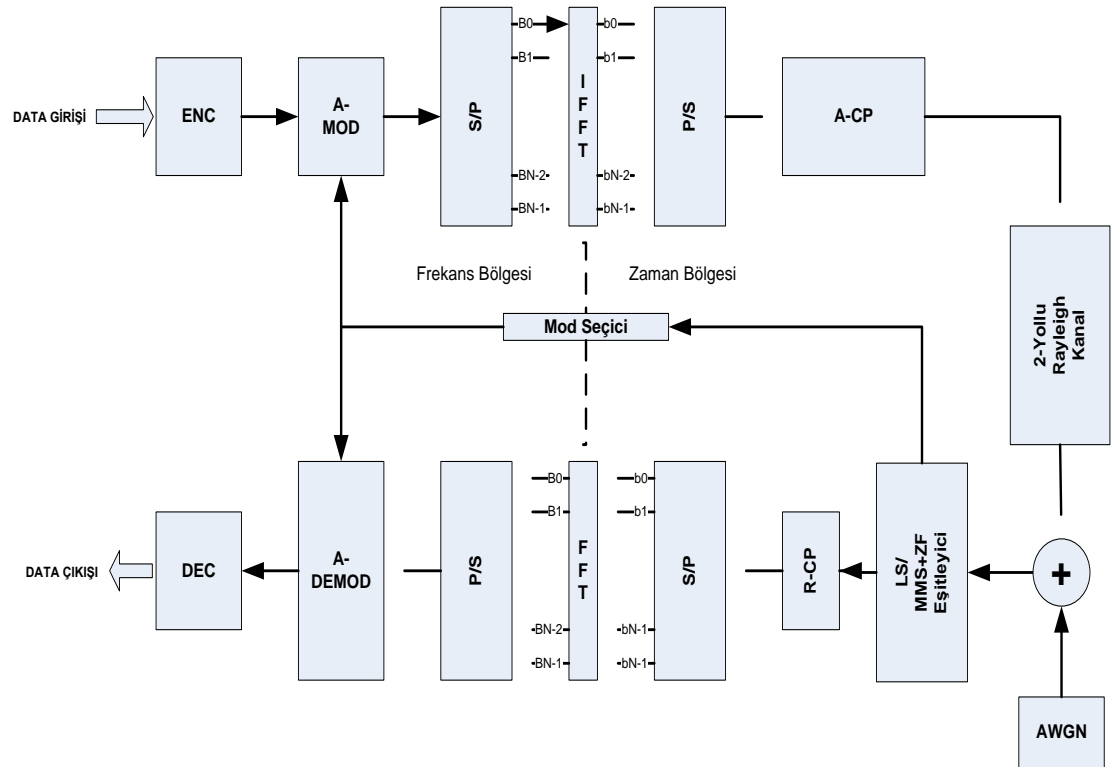 DATA GİRİŞİ
ENC
A-
MOD
S/P
B0
B1
BN-2
BN-1
I
F
F
T
b0
b1
bN-2
bN-1
P/S
A-CP
2-Yollu
Rayleigh
Kanal
Frekans Bölgesi
Zaman Bölgesi
Mod Seçici
DATA ÇIKIŞI
DEC
A-
DEMOD
P/S
B0
B1
BN-2
BN-1
F
F
T
b0
b1
bN-1
bN-1
S/P
R-CP
LS/
MMS+ZF
Eşitleyici
+
AWGN